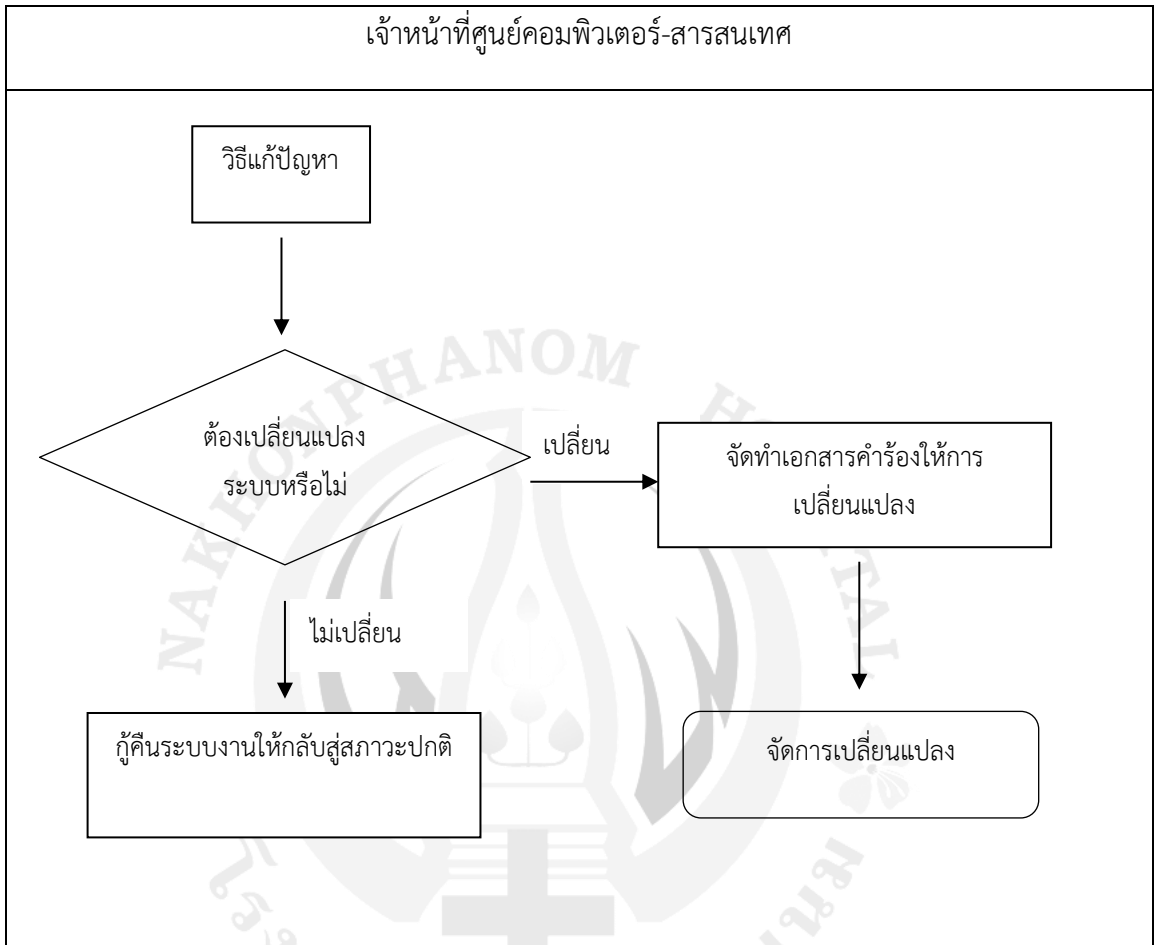 เจ้าหน้าที่ศูนย์คอมพิวเตอร์-สารสนเทศ
วิธีแก้ปัญหา
NAKHONPHANOM
ต้องเปลี่ยนแปลง
ระบบหรือไม่
เปลี่ยน
จัดทำเอกสารคำร้องให้การ
เปลี่ยนแปลง
ไม่เปลี่ยน
กู้คืนระบบงานให้กลับสู่สภาวะปกติ
จัดการเปลี่ยนแปลง